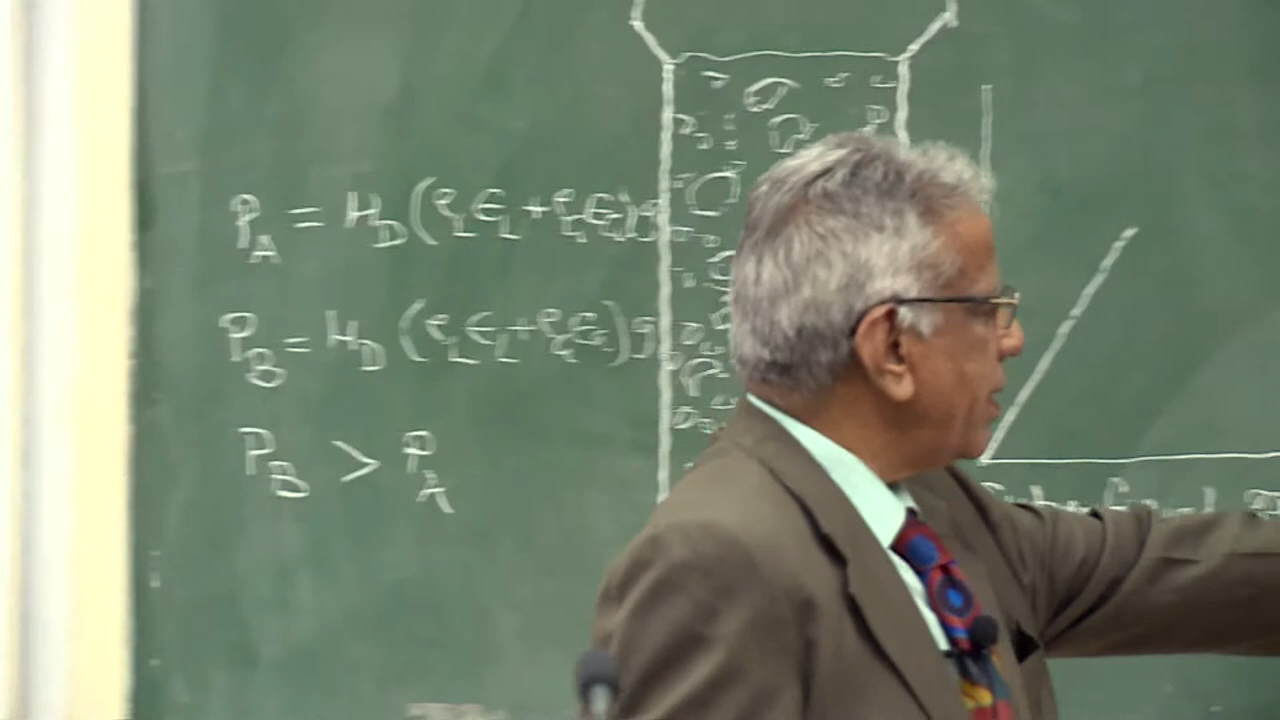 P_A = H_D(ρ_L ϵ_L + ρ_G ϵ_G)g
P_B = H_D(ρ_L ϵ_L + ρ_G ϵ_G)g
P_B > P_A